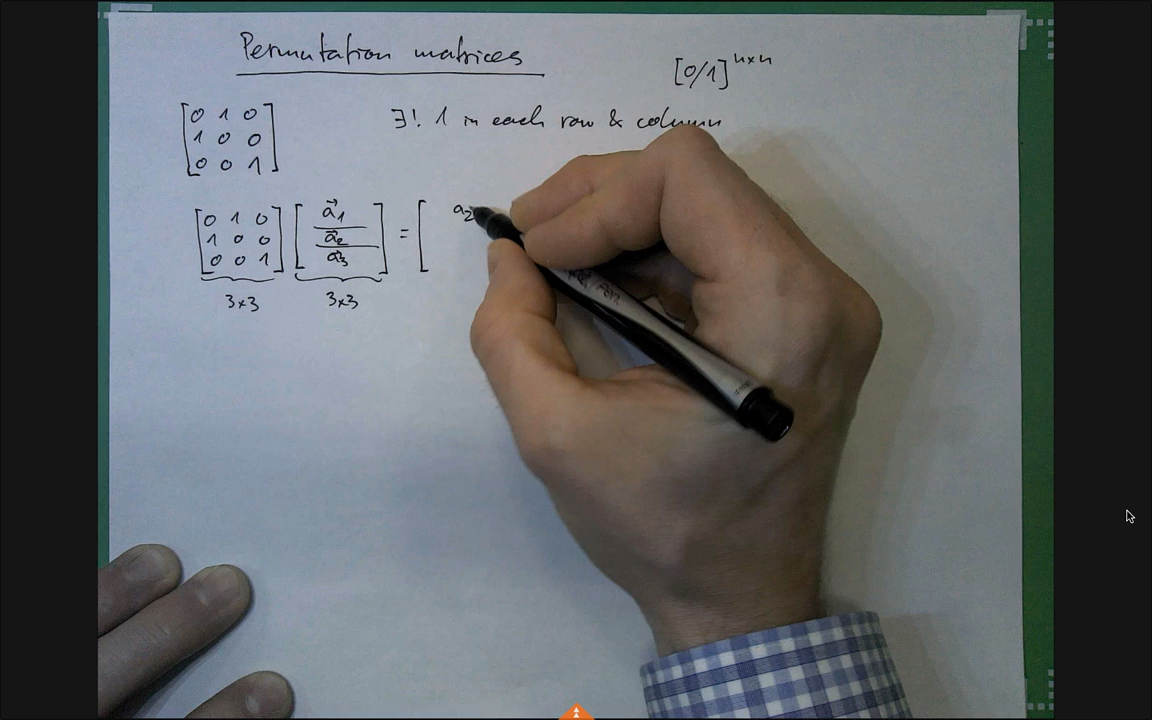 Permutation matrices
[0/1]^n×n
[0 1 0
1 0 0
0 0 1]
∃! 1 in each row & column
[0 1 0
1 0 0
0 0 1] [a⃗1
a⃗2
a⃗3] = [ a2
3×3 3×3